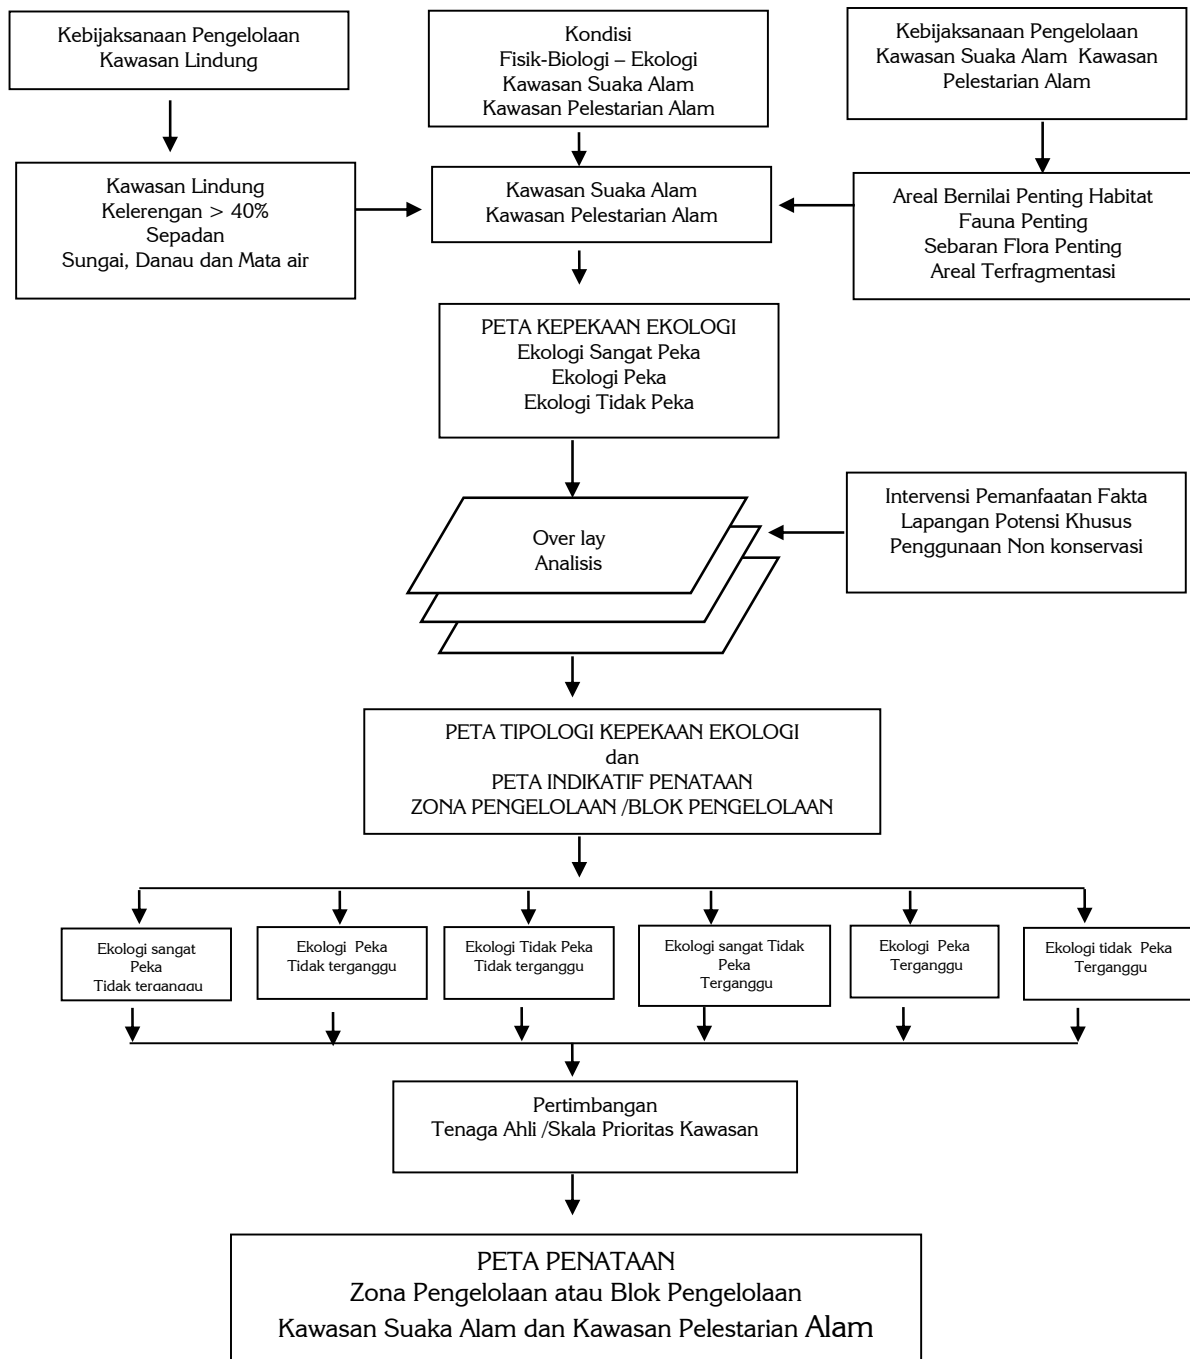 Kebijaksanaan Pengelolaan
Kawasan Lindung
Kondisi
Fisik-Biologi – Ekologi
Kawasan Suaka Alam
Kawasan Pelestarian Alam
Kebijaksanaan Pengelolaan
Kawasan Suaka Alam Kawasan
Pelestarian Alam
Kawasan Lindung
Kelerengan > 40%
Sepadan
Sungai, Danau dan Mata air
Kawasan Suaka Alam
Kawasan Pelestarian Alam
Areal Bernilai Penting Habitat
Fauna Penting
Sebaran Flora Penting
Areal Terfragmentasi
PETA KEPEKAAN EKOLOGI
Ekologi Sangat Peka
Ekologi Peka
Ekologi Tidak Peka
Over lay
Analisis
Intervensi Pemanfaatan Fakta
Lapangan Potensi Khusus
Penggunaan Non konservasi
PETA TIPOLOGI KEPEKAAN EKOLOGI
dan
PETA INDIKATIF PENATAAN
ZONA PENGELOLAAN /BLOK PENGELOLAAN
Ekologi sangat
Peka
Tidak terganggu
Ekologi Peka
Tidak terganggu
Ekologi Tidak Peka
Tidak terganggu
Ekologi sangat Tidak
Peka
Terganggu
Ekologi Peka
Terganggu
Ekologi tidak Peka
Terganggu
Pertimbangan
Tenaga Ahli /Skala Prioritas Kawasan
PETA PENATAAN
Zona Pengelolaan atau Blok Pengelolaan
Kawasan Suaka Alam dan Kawasan Pelestarian Alam